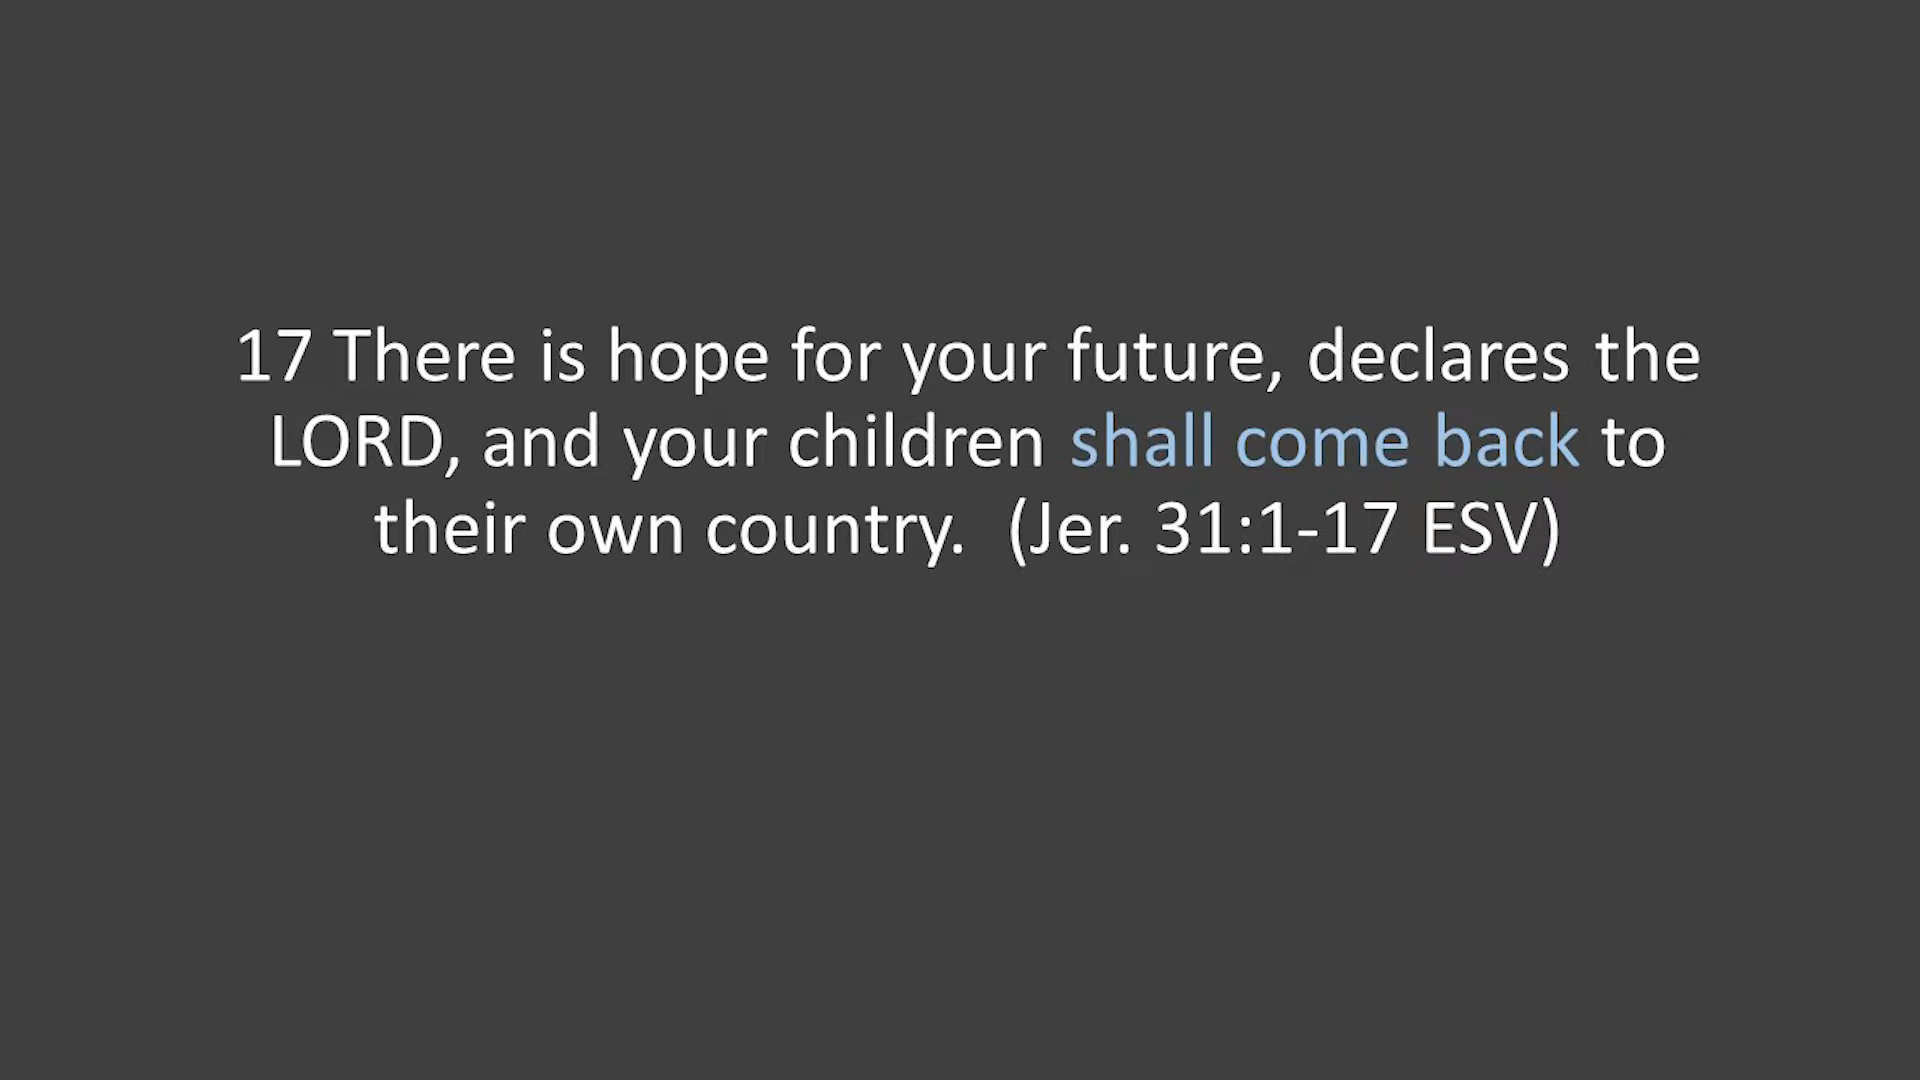 17 There is hope for your future, declares the
LORD, and your children shall come back to
their own country.  (Jer. 31:1-17 ESV)